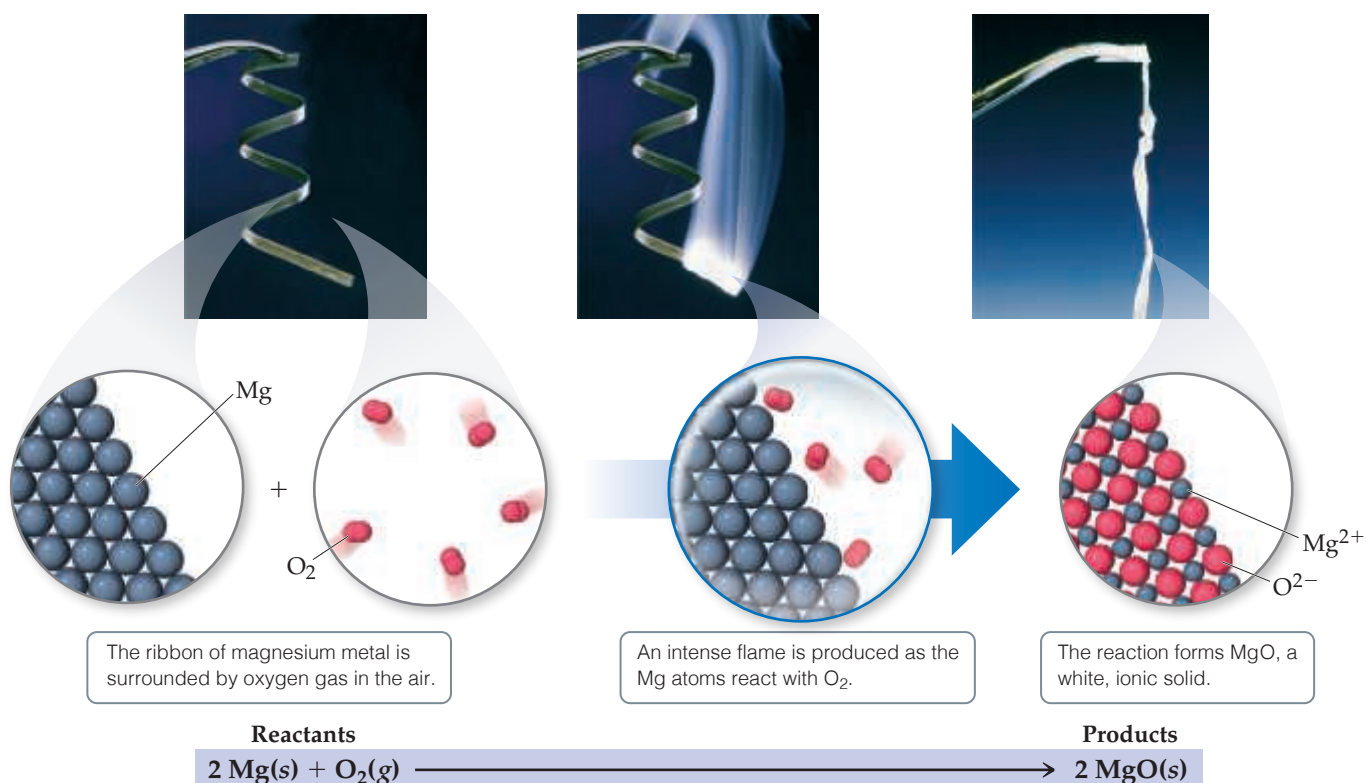 Mg
+
O₂
Mg²⁺
O²⁻
The ribbon of magnesium metal is
surrounded by oxygen gas in the air.
An intense flame is produced as the
Mg atoms react with O₂.
The reaction forms MgO, a
white, ionic solid.
Reactants
Products
2 Mg(s) + O₂(g) ⟶ 2 MgO(s)